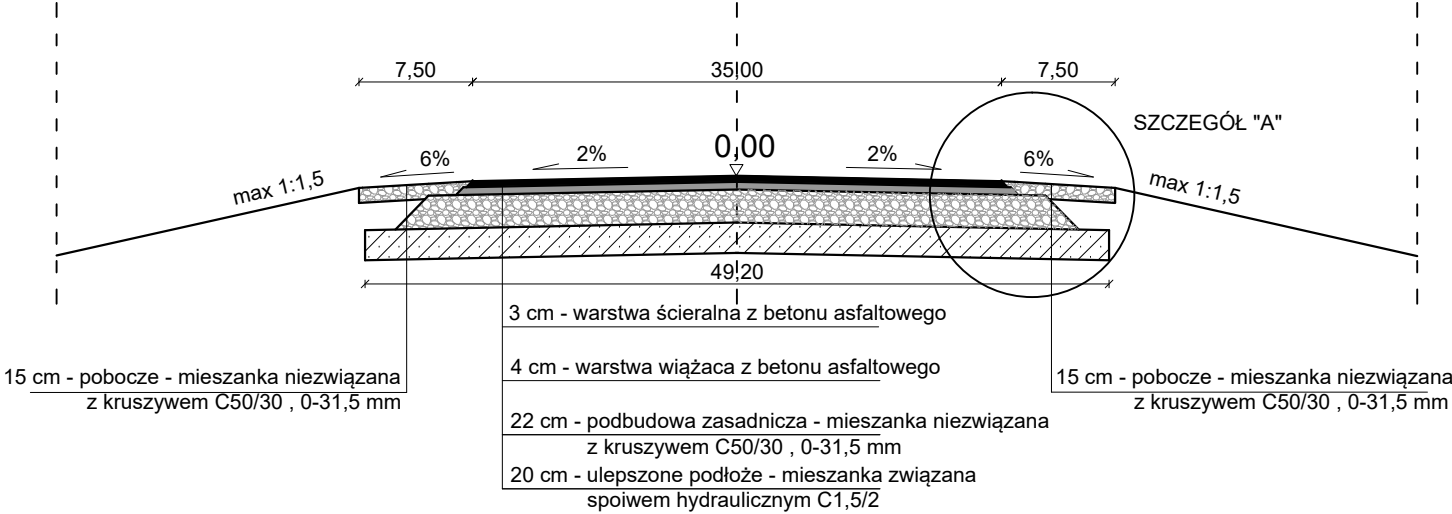 7,50
35,00
7,50
SZCZEGÓŁ "A"
0,00
6%
2%
2%
6%
max 1:1,5
max 1:1,5
49,20
3 cm - warstwa ścieralna z betonu asfaltowego
4 cm - warstwa wiążaca z betonu asfaltowego
15 cm - pobocze - mieszanka niezwiązana
z kruszywem C50/30 , 0-31,5 mm
15 cm - pobocze - mieszanka niezwiązana
z kruszywem C50/30 , 0-31,5 mm
22 cm - podbudowa zasadnicza - mieszanka niezwiązana
z kruszywem C50/30 , 0-31,5 mm
20 cm - ulepszone podłoże - mieszanka związana
spoiwem hydraulicznym C1,5/2